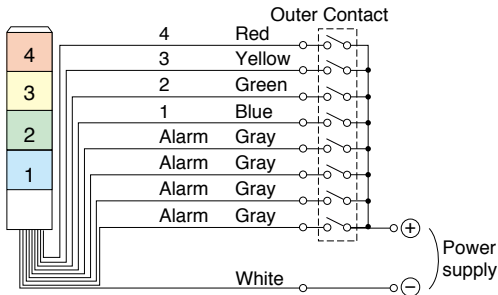 Outer Contact
4 Red
3 Yellow
2 Green
1 Blue
Alarm Gray
Alarm Gray
Alarm Gray
Alarm Gray
White
4
3
2
1
+
−
Power
supply